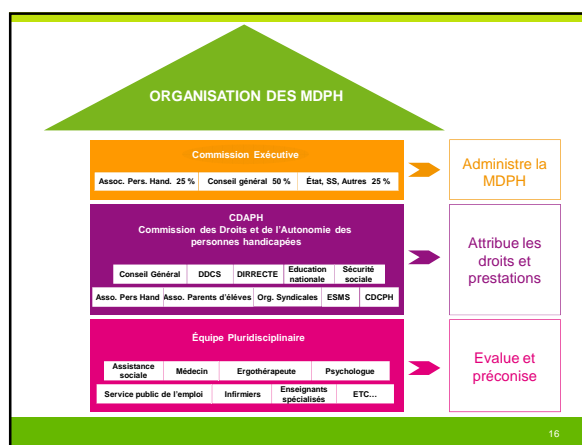 ORGANISATION DES MDPH
Commission Exécutive
Assoc. Pers. Hand. 25 % Conseil général 50 % État, SS, Autres 25 %
Administre la
MDPH
CDAPH
Commission des Droits et de l'Autonomie des
personnes handicapées
Conseil Général DDCS DIRRECTE Education
nationale Sécurité
sociale
Asso. Pers Hand Asso. Parents d'éléves Org. Syndicales ESMS CDCPH
Attribue les
droits et
prestations
Équipe Pluridisciplinaire
Assistance
sociale Médecin Ergothérapeute Psychologue
Service public de l'emploi Infirmiers Enseignants
spécialisés ETC...
Evalue et
préconise
16